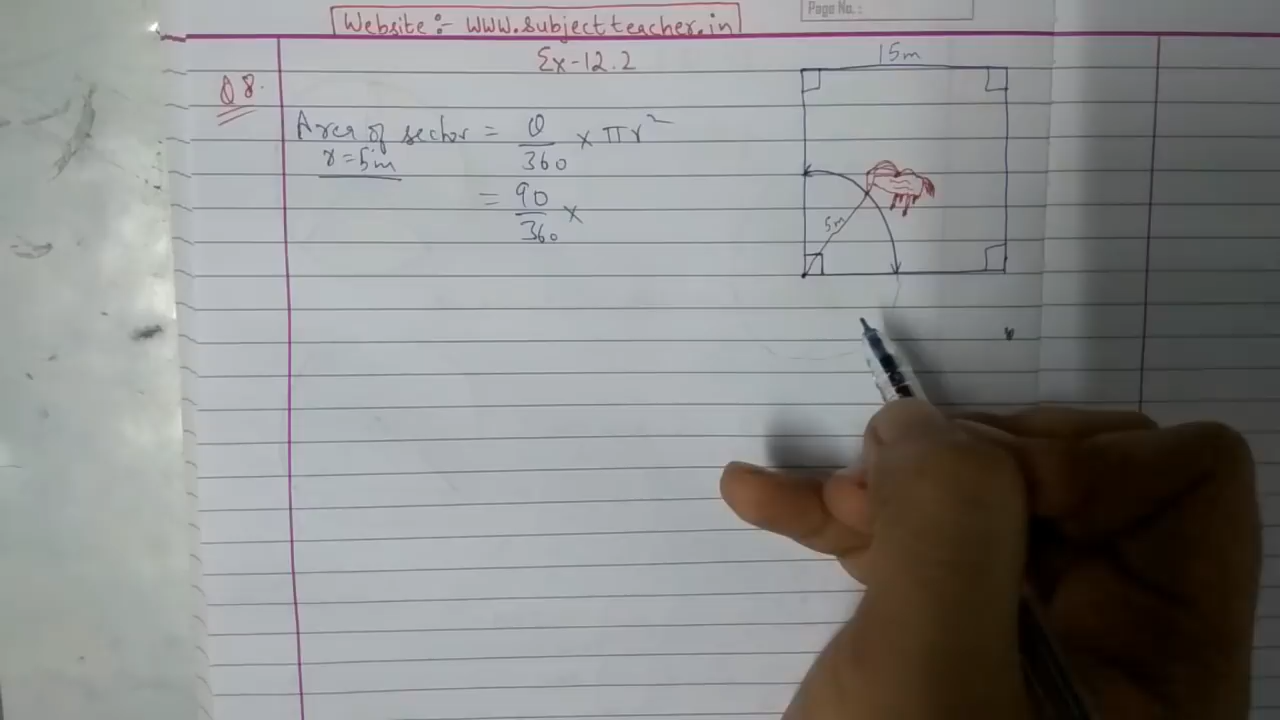 Page No. :
Website :- www.subjectteacher.in
Ex-12.2
Q8.
15m
Area of sector = θ/360 × πr²
r = 5m
= 90/360 ×
5m